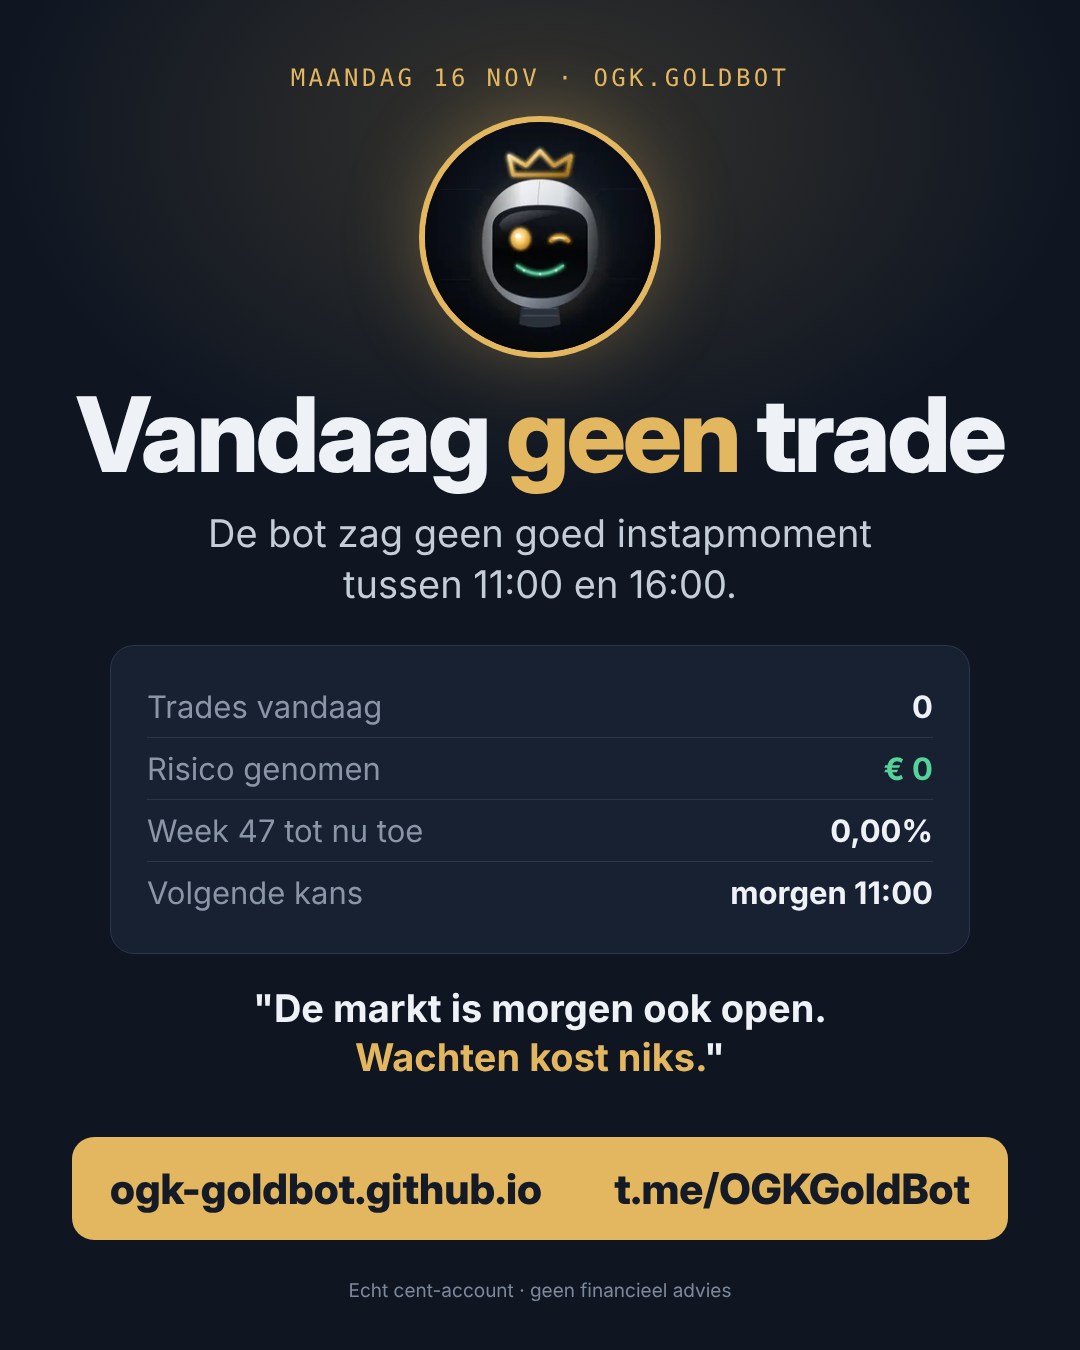 MAANDAG 16 NOV · OGK.GOLDBOT
Vandaag geen trade
De bot zag geen goed instapmoment
tussen 11:00 en 16:00.
Trades vandaag 0
Risico genomen € 0
Week 47 tot nu toe 0,00%
Volgende kans morgen 11:00
"De markt is morgen ook open.
Wachten kost niks."
ogk-goldbot.github.io t.me/OGKGoldBot
Echt cent-account · geen financieel advies